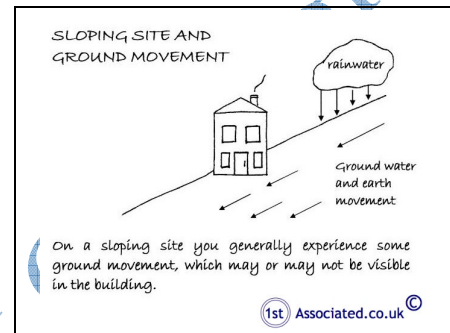 SLOPING SITE AND
GROUND MOVEMENT
rainwater
Ground water
and earth
movement
On a sloping site you generally experience some
ground movement, which may or may not be visible
in the building.
1st Associated.co.uk ©